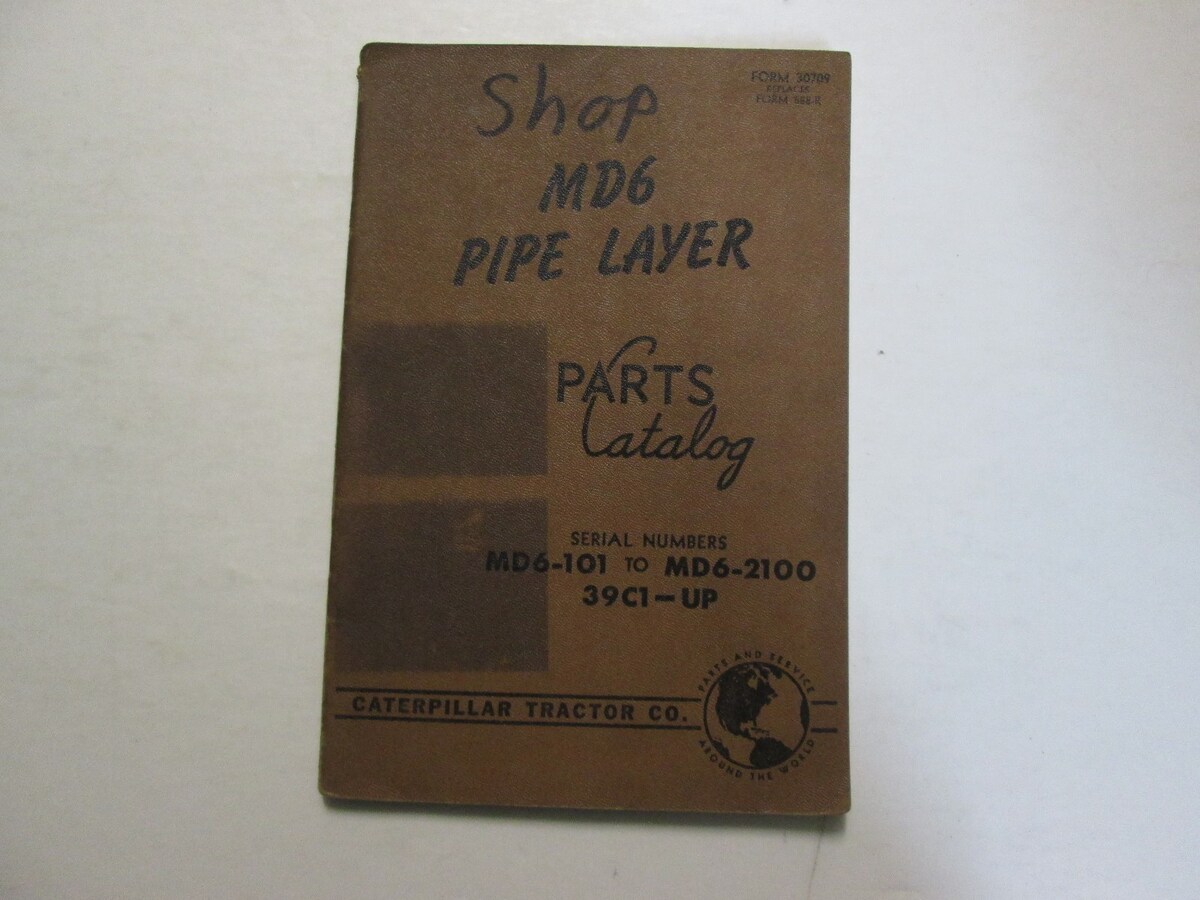 Shop
FORM 30709
REPLACES
FORM
MD6
PIPE LAYER
PARTS
Catalog
SERIAL NUMBERS
MD6-101 TO MD6-2100
39C1-UP
CATERPILLAR TRACTOR CO.
PARTS AND SERVICE
AROUND THE WORLD